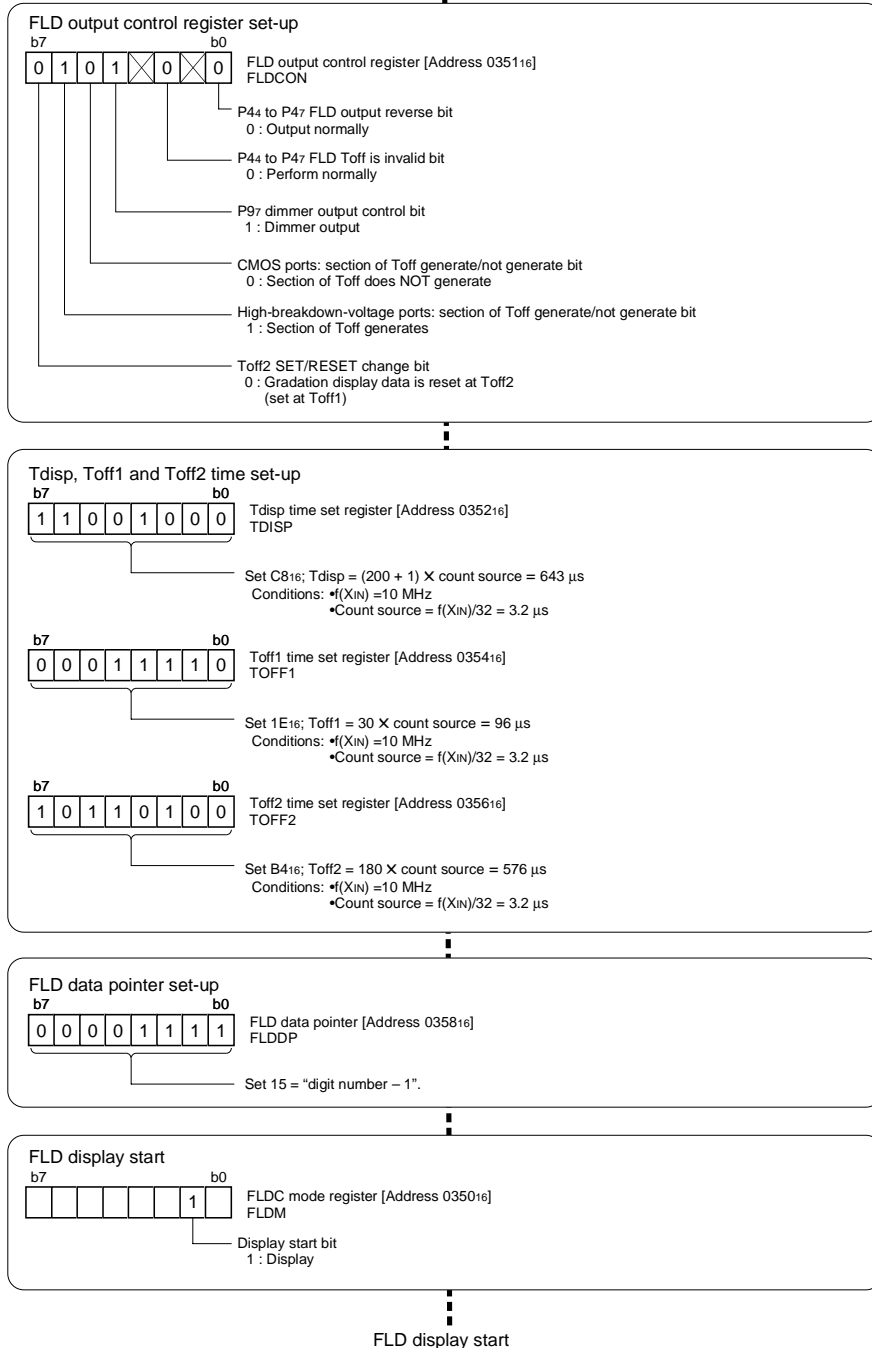 FLD output control register set-up
b7 b0
0 1 0 1 0 0
FLD output control register [Address 035116]
FLDCON
P44 to P47 FLD output reverse bit
0 : Output normally
P44 to P47 FLD Toff is invalid bit
0 : Perform normally
P97 dimmer output control bit
1 : Dimmer output
CMOS ports: section of Toff generate/not generate bit
0 : Section of Toff does NOT generate
High-breakdown-voltage ports: section of Toff generate/not generate bit
1 : Section of Toff generates
Toff2 SET/RESET change bit
0 : Gradation display data is reset at Toff2
(set at Toff1)
Tdisp, Toff1 and Toff2 time set-up
b7 b0
1 1 0 0 1 0 0 0
Tdisp time set register [Address 035216]
TDISP
Set C816; Tdisp = (200 + 1) × count source = 643 μs
Conditions: •f(XIN) =10 MHz
•Count source = f(XIN)/32 = 3.2 μs
b7 b0
0 0 0 1 1 1 1 0
Toff1 time set register [Address 035416]
TOFF1
Set 1E16; Toff1 = 30 × count source = 96 μs
Conditions: •f(XIN) =10 MHz
•Count source = f(XIN)/32 = 3.2 μs
b7 b0
1 0 1 1 0 1 0 0
Toff2 time set register [Address 035616]
TOFF2
Set B416; Toff2 = 180 × count source = 576 μs
Conditions: •f(XIN) =10 MHz
•Count source = f(XIN)/32 = 3.2 μs
FLD data pointer set-up
b7 b0
0 0 0 0 1 1 1 1
FLD data pointer [Address 035816]
FLDDP
Set 15 = “digit number – 1”.
FLD display start
b7 b0
1
FLDC mode register [Address 035016]
FLDM
Display start bit
1 : Display
FLD display start